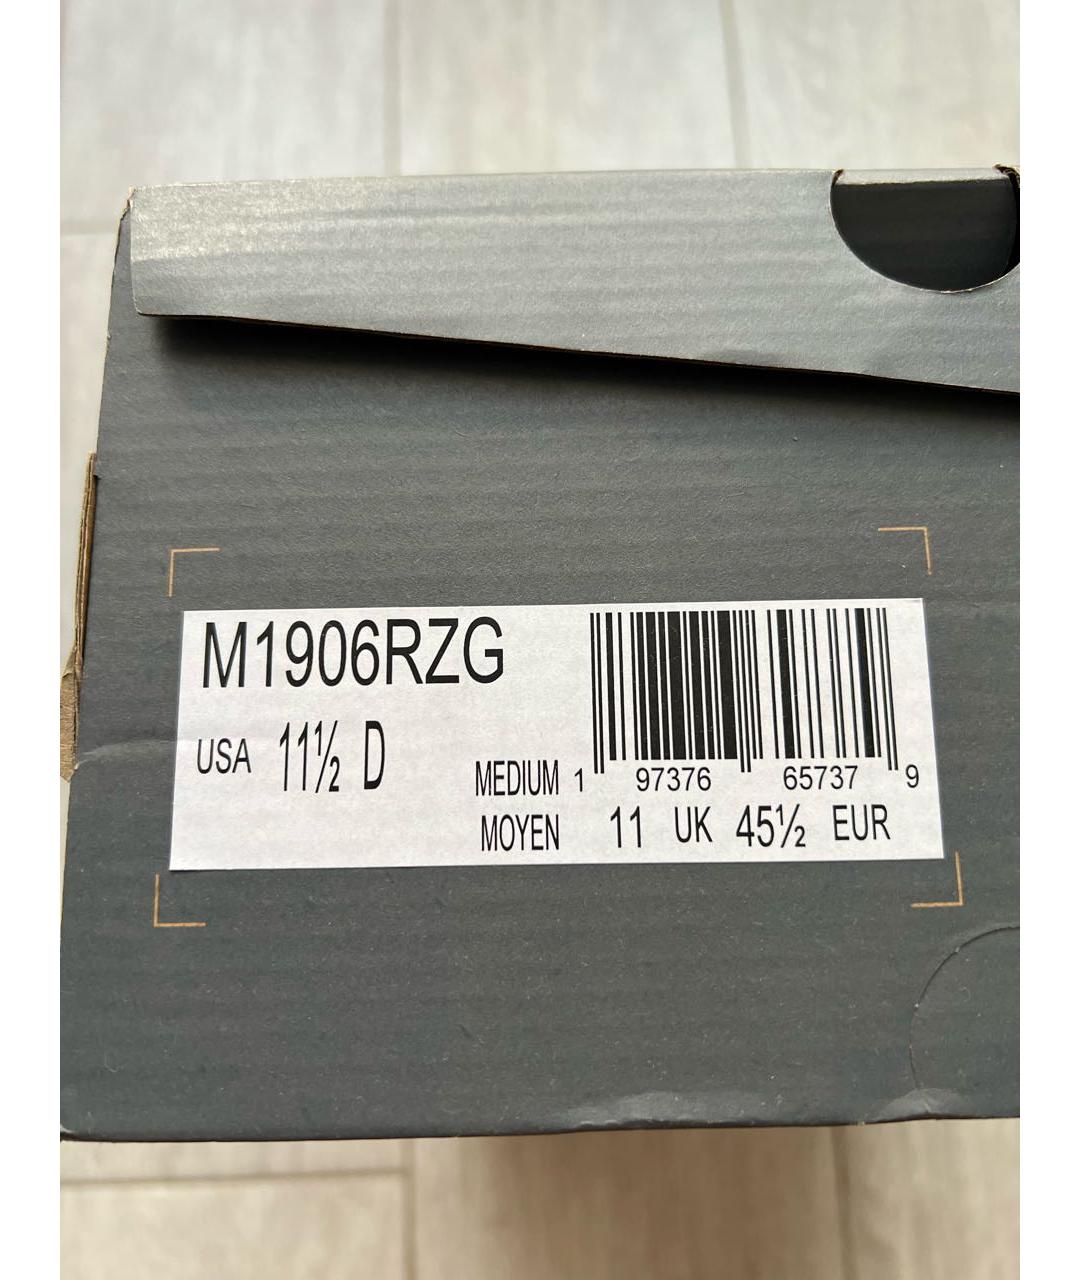 M1906RZG
USA 11½ D
MEDIUM 1 97376 65737 9
MOYEN 11 UK 45½ EUR